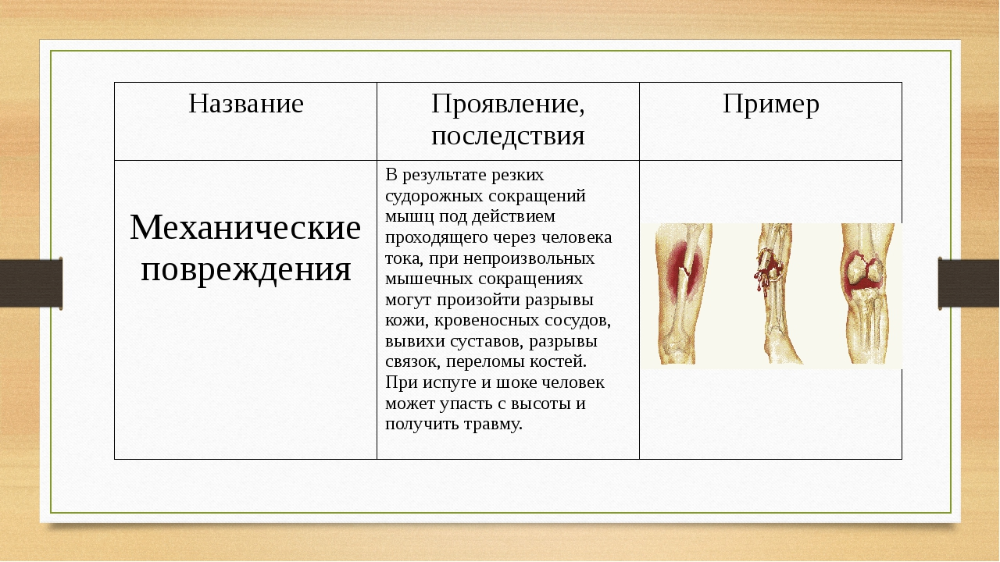 Название
Проявление,
последствия
Пример
Механические
повреждения
В результате резких
судорожных сокращений
мышц под действием
проходящего через человека
тока, при непроизвольных
мышечных сокращениях
могут произойти разрывы
кожи, кровеносных сосудов,
вывихи суставов, разрывы
связок, переломы костей.
При испуге и шоке человек
может упасть с высоты и
получить травму.